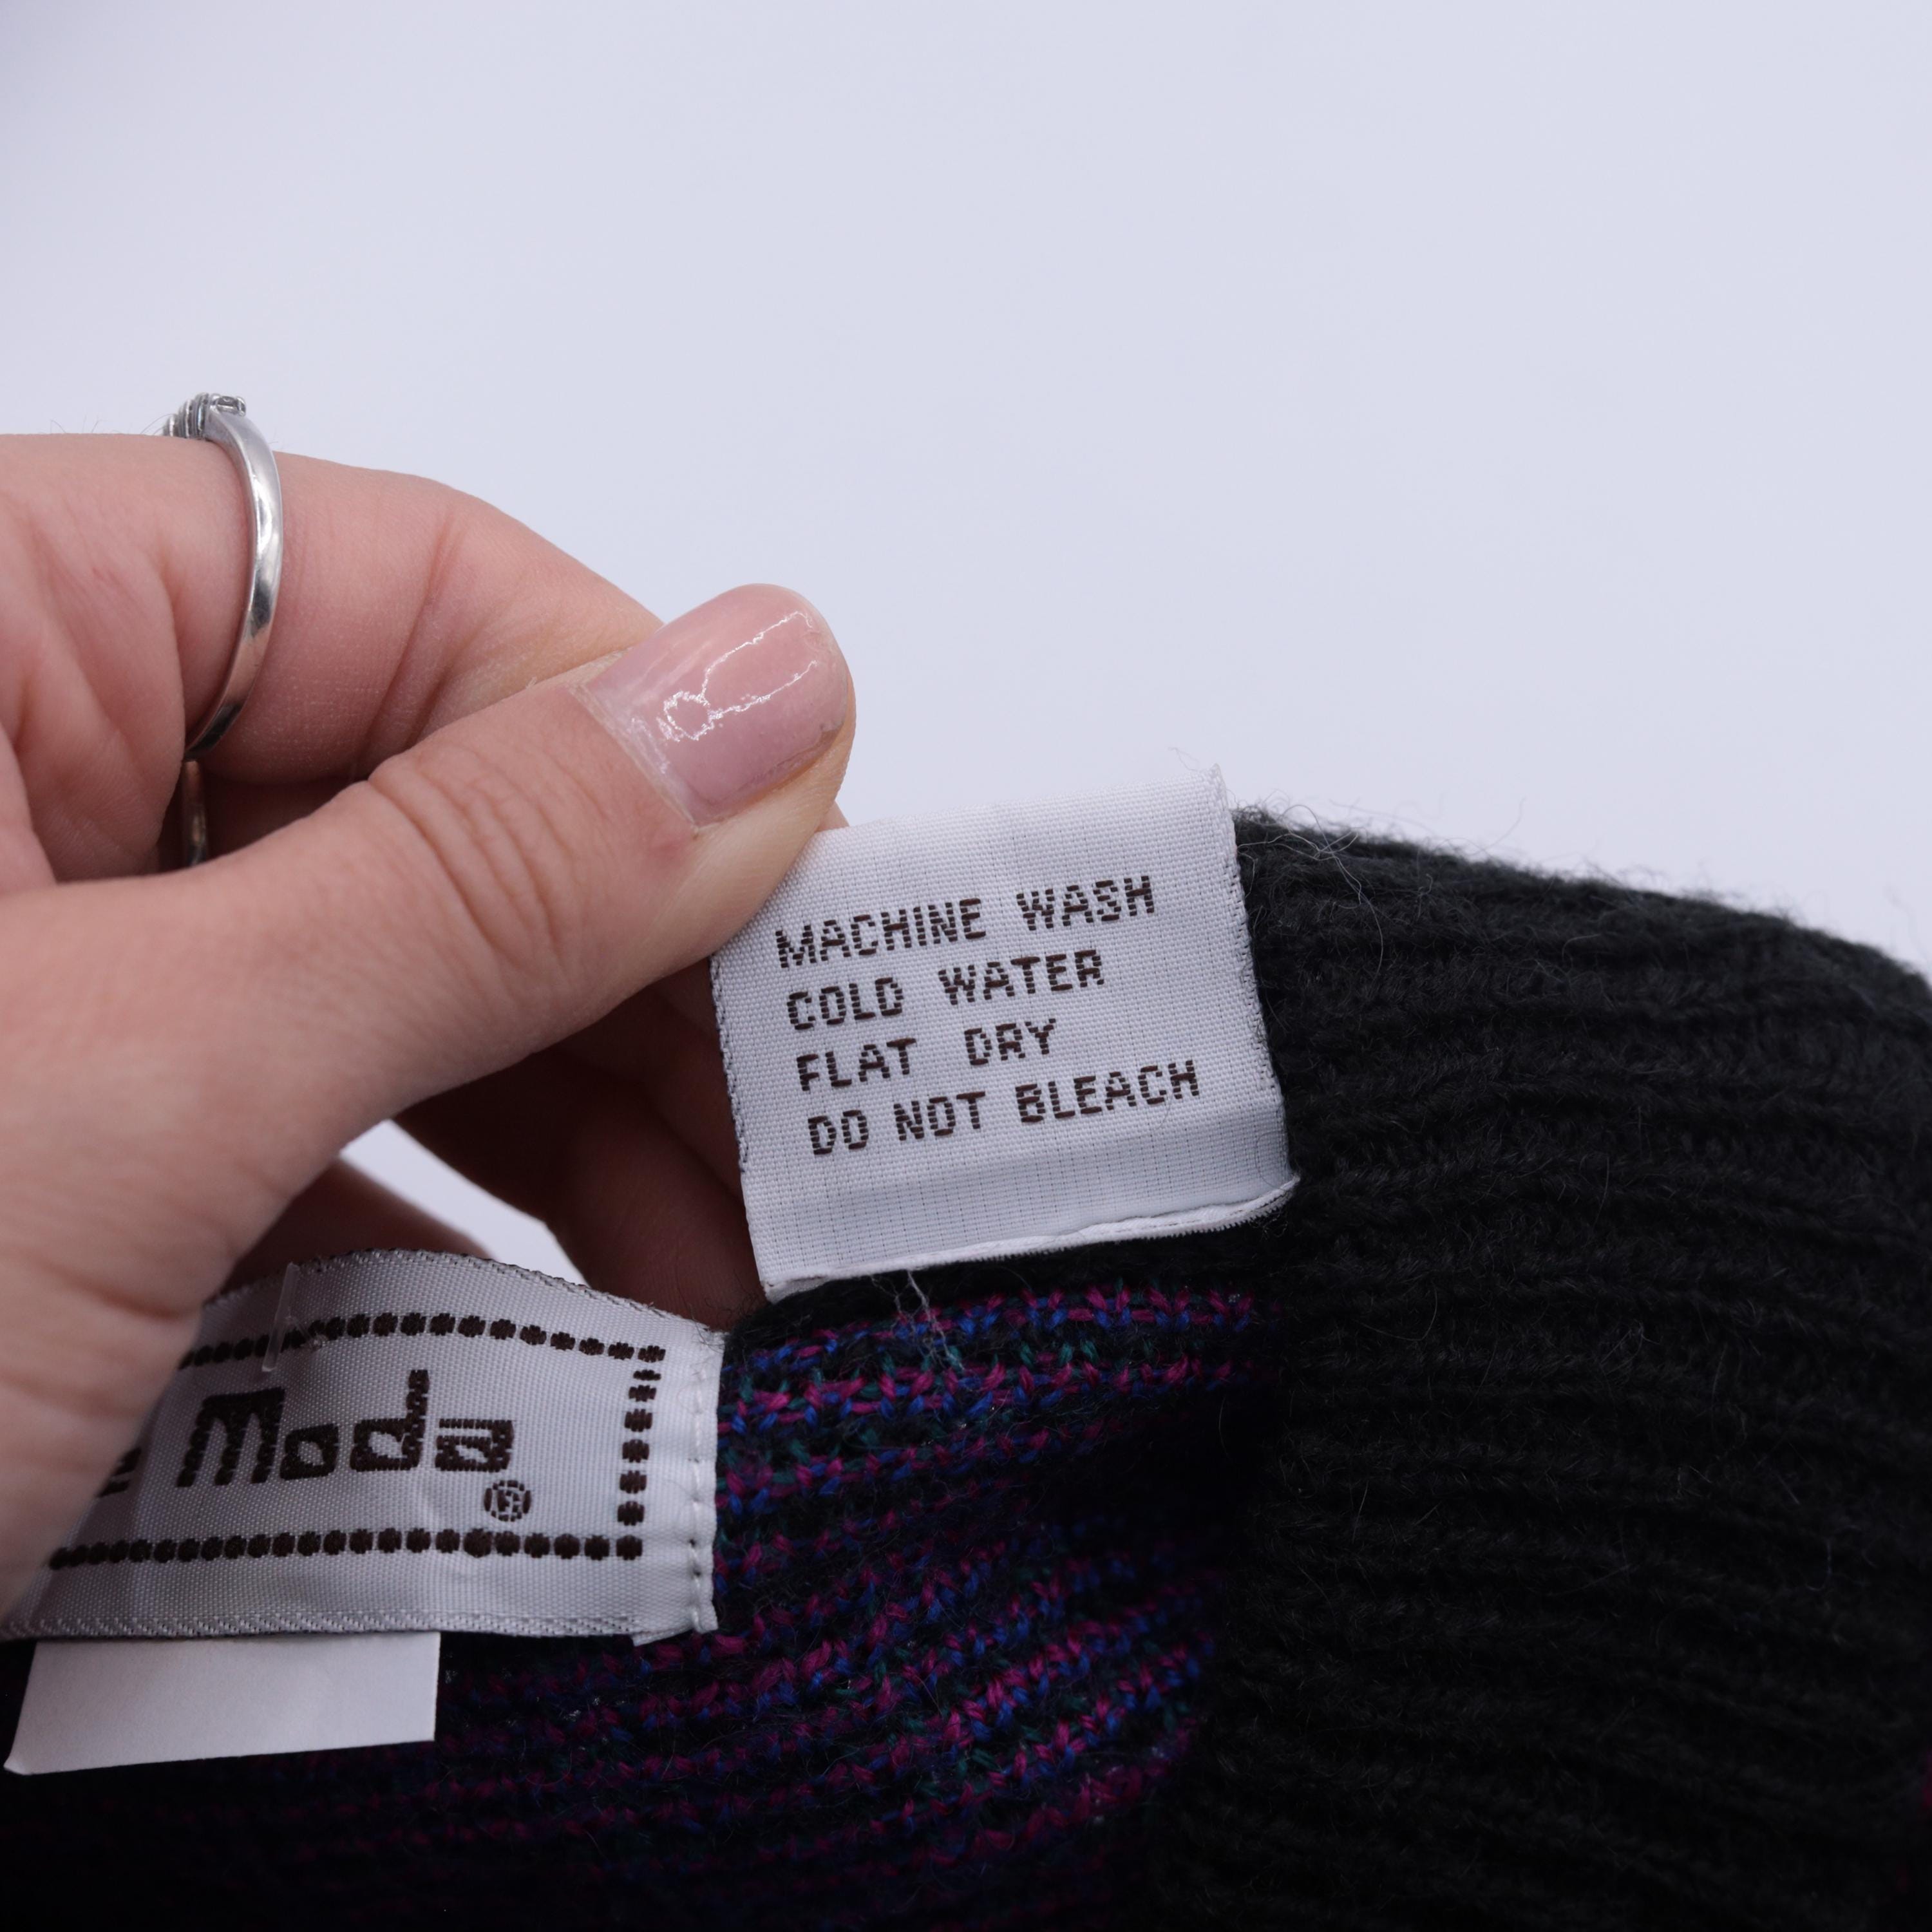 MACHINE WASH
COLD WATER
FLAT DRY
DO NOT BLEACH
Moda
®